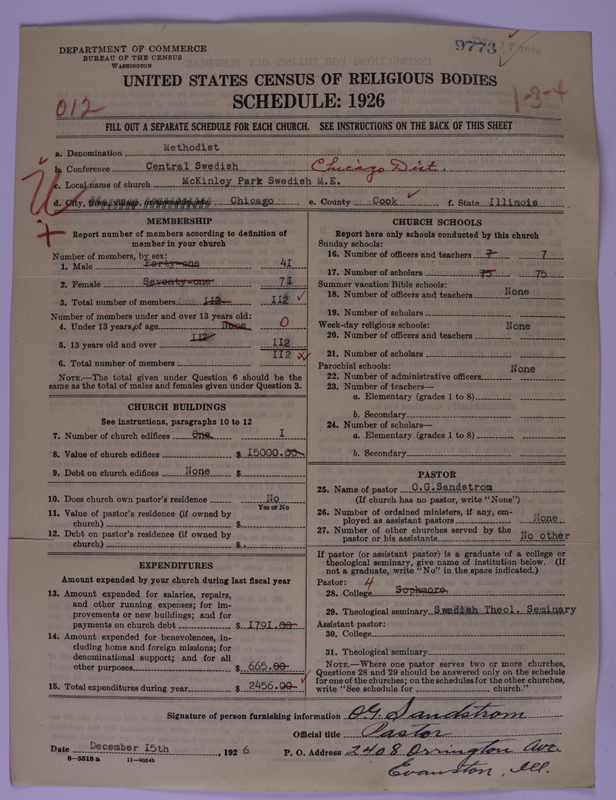 DEPARTMENT OF COMMERCE
BUREAU OF THE CENSUS
WASHINGTON
9773
UNITED STATES CENSUS OF RELIGIOUS BODIES
SCHEDULE: 1926
012
1-3-4
FILL OUT A SEPARATE SCHEDULE FOR EACH CHURCH. SEE INSTRUCTIONS ON THE BACK OF THIS SHEET
a. Denomination Methodist
b. Conference Central Swedish Chicago Dist.
c. Local name of church McKinley Park Swedish M.E.
d. City, Chicago e. County Cook f. State Illinois
MEMBERSHIP
Report number of members according to definition of
member in your church
Number of members, by sex:
1. Male Forty-one 41
2. Female Seventy-one 71
3. Total number of members 112 112
Number of members under and over 13 years old:
4. Under 13 years of age None 0
5. 13 years old and over 112 112
6. Total number of members 112
NOTE.—The total given under Question 6 should be the
same as the total of males and females given under Question 3.
CHURCH BUILDINGS
See instructions, paragraphs 10 to 12
7. Number of church edifices One 1
8. Value of church edifices $ 15000.00
9. Debt on church edifices None $
10. Does church own pastor's residence No
Yes or No
11. Value of pastor's residence (if owned by
church) $
12. Debt on pastor's residence (if owned by
church) $
EXPENDITURES
Amount expended by your church during last fiscal year
13. Amount expended for salaries, repairs,
and other running expenses; for im-
provements or new buildings; and for
payments on church debt $ 1791.00
14. Amount expended for benevolences, in-
cluding home and foreign missions; for
denominational support; and for all
other purposes $ 665.00
15. Total expenditures during year $ 2456.00
CHURCH SCHOOLS
Report here only schools conducted by this church
Sunday schools:
16. Number of officers and teachers 7 7
17. Number of scholars 75 75
Summer vacation Bible schools:
18. Number of officers and teachers None
19. Number of scholars
Week-day religious schools: None
20. Number of officers and teachers
21. Number of scholars
Parochial schools: None
22. Number of administrative officers
23. Number of teachers—
a. Elementary (grades 1 to 8)
b. Secondary
24. Number of scholars—
a. Elementary (grades 1 to 8)
b. Secondary
PASTOR
25. Name of pastor O.G.Sandstrom
(If church has no pastor, write "None")
26. Number of ordained ministers, if any, em-
ployed as assistant pastors None
27. Number of other churches served by the
pastor or his assistants No other
If pastor (or assistant pastor) is a graduate of a college or
theological seminary, give name of institution below. (If
not a graduate, write "No" in the space indicated.)
Pastor: 4
28. College Sophmore
29. Theological seminary Swedish Theol. Seminary
Assistant pastor:
30. College
31. Theological seminary
NOTE.—Where one pastor serves two or more churches,
Questions 28 and 29 should be answered only on the schedule
for one of the churches; on the schedules for the other churches,
write "See schedule for church."
Signature of person furnishing information O.G. Sandstrom
Official title Pastor
Date December 15th, 1926 P. O. Address 2408 Orrington Ave.
Evanston, Ill.
8-5518 a 11-9264b